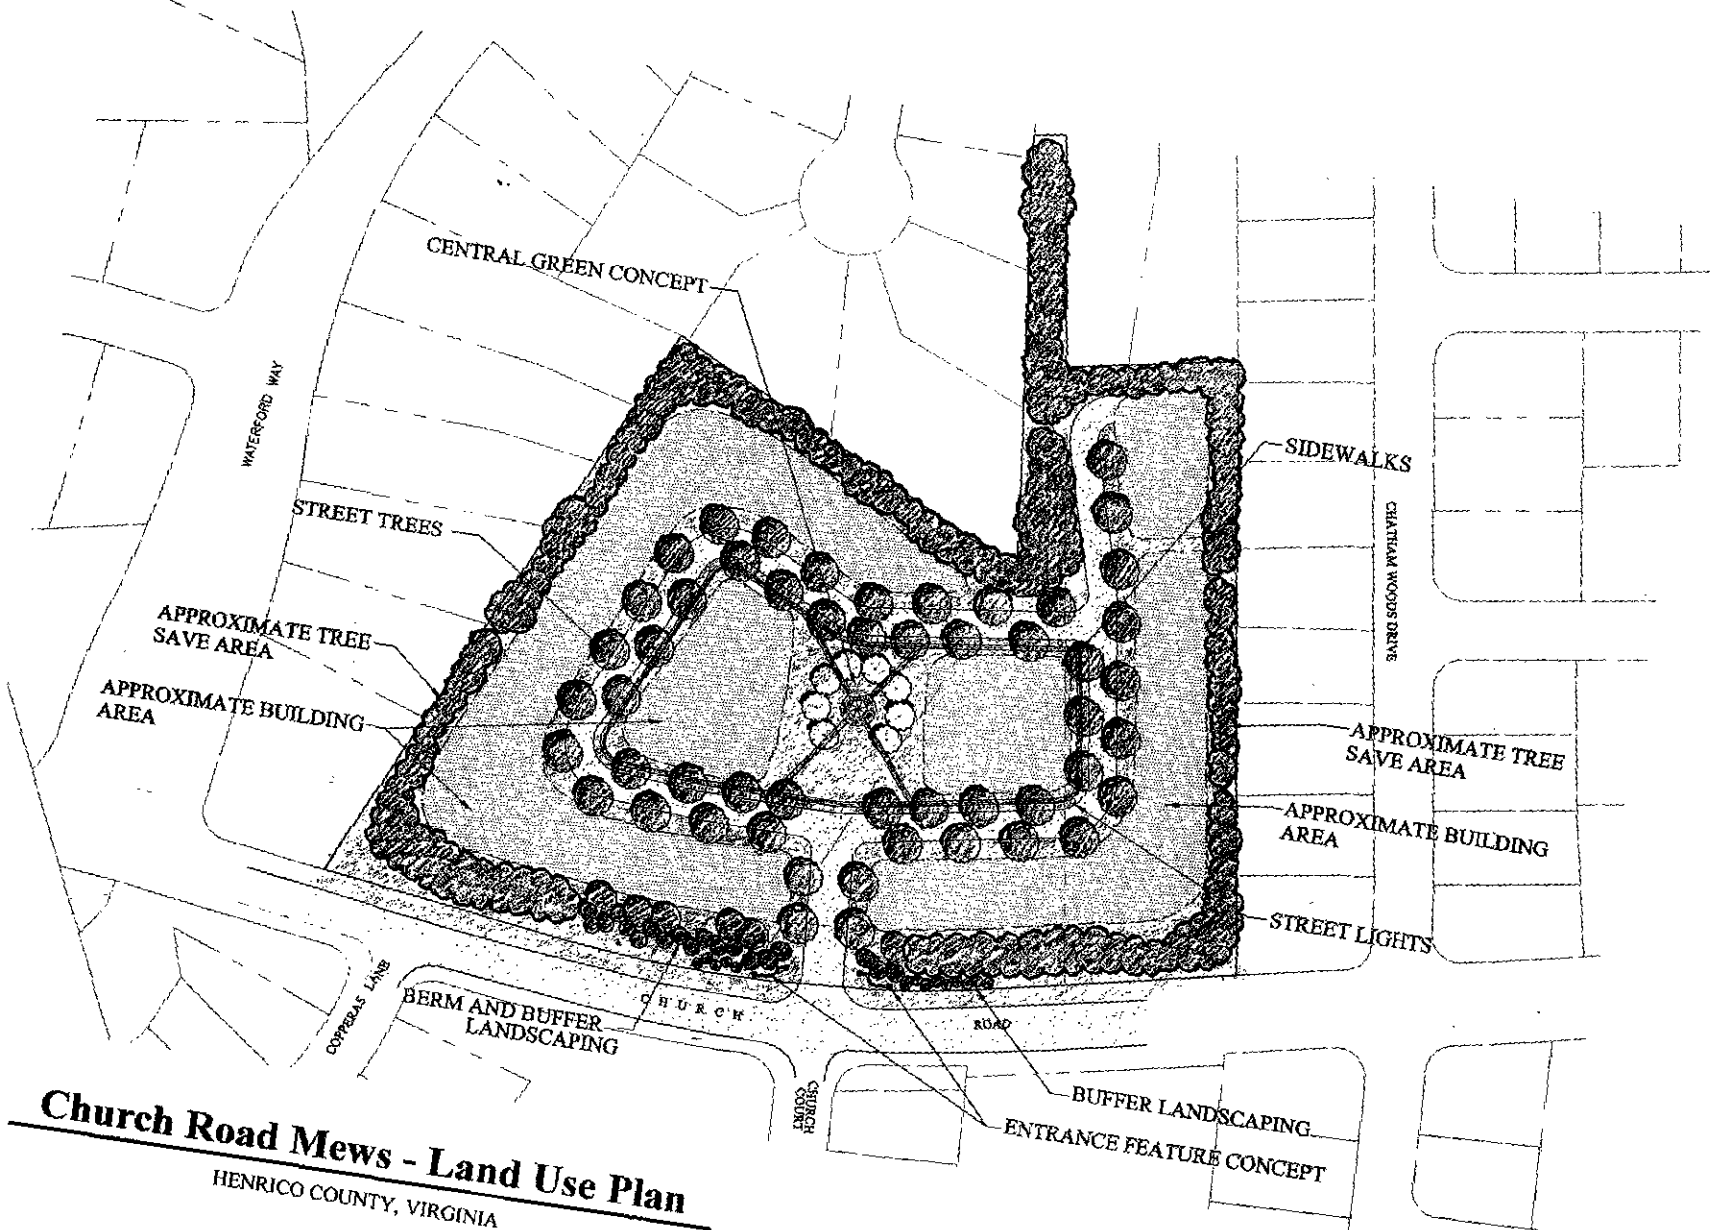 CENTRAL GREEN CONCEPT
WATERFORD WAY
SIDEWALKS
STREET TREES
CHATHAM WOODS DRIVE
APPROXIMATE TREE
SAVE AREA
APPROXIMATE BUILDING
AREA
APPROXIMATE TREE
SAVE AREA
APPROXIMATE BUILDING
AREA
STREET LIGHTS
COPPERAS LANE
BERM AND BUFFER
LANDSCAPING
CHURCH
ROAD
CHURCH
COURT
BUFFER LANDSCAPING
ENTRANCE FEATURE CONCEPT
Church Road Mews - Land Use Plan
HENRICO COUNTY, VIRGINIA